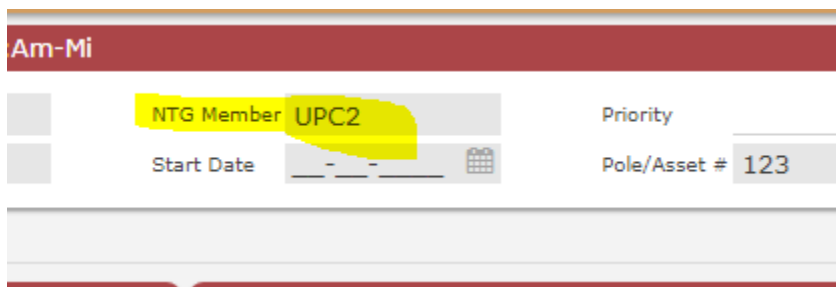 :Am-Mi
NTG Member UPC2 Priority
Start Date __-__-____ Pole/Asset # 123